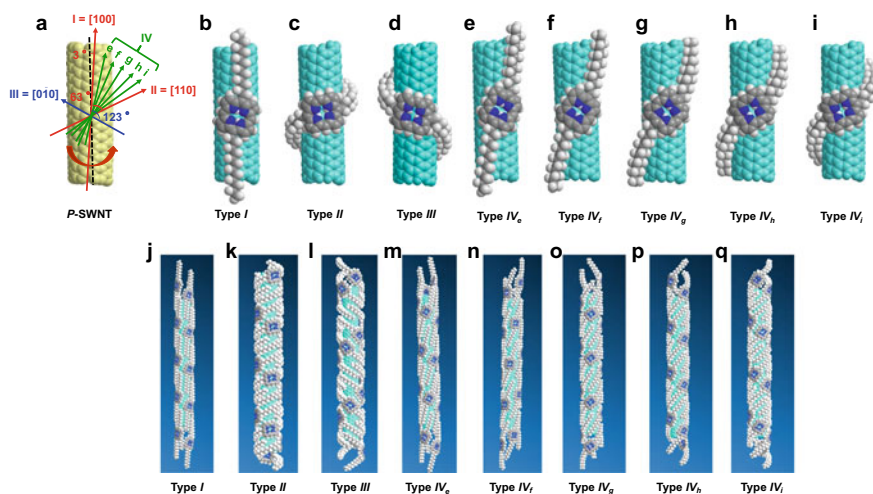 a b c d e f g h i
I = [100]
IV
3 °
e f g h i
III = [010]
63 °
II = [110]
123 °
P-SWNT Type I Type II Type III Type IVe Type IVf Type IVg Type IVh Type IVi
j k l m n o p q
Type I Type II Type III Type IVe Type IVf Type IVg Type IVh Type IVi